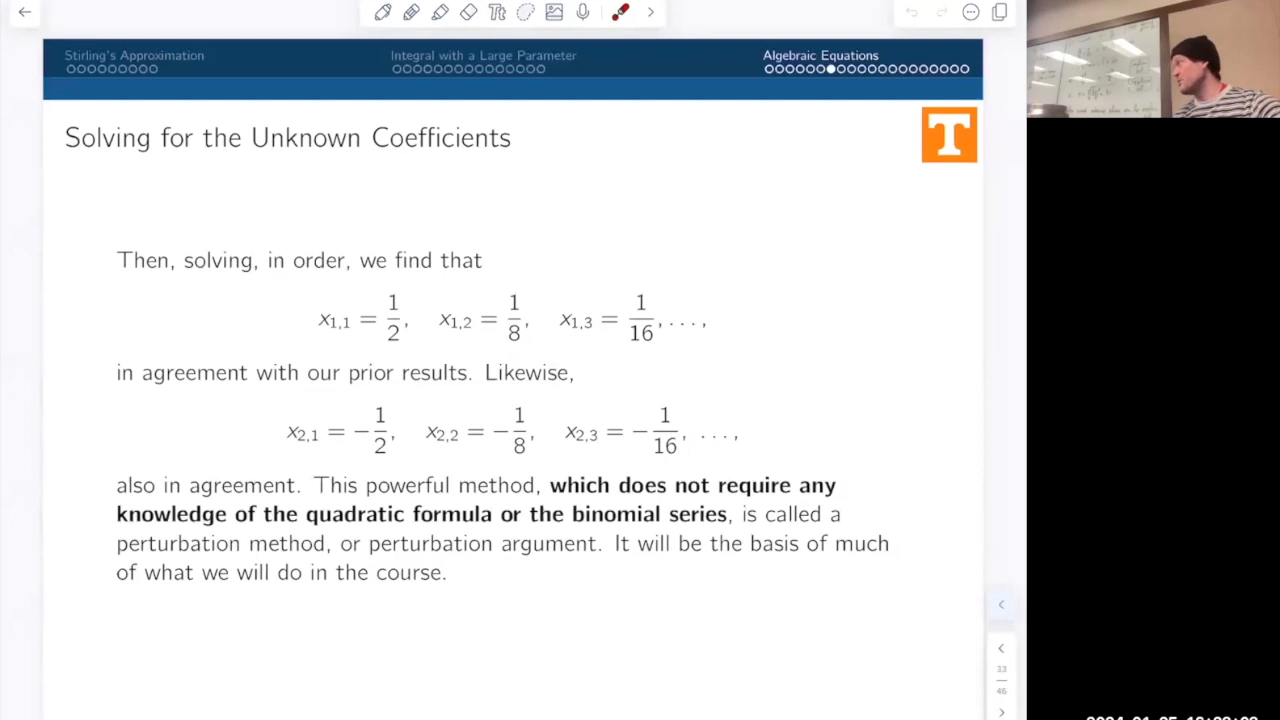 Stirling's Approximation
Integral with a Large Parameter
Algebraic Equations
Solving for the Unknown Coefficients
T
Then, solving, in order, we find that
x₁,₁ = 1/2, x₁,₂ = 1/8, x₁,₃ = 1/16, . . . ,
in agreement with our prior results. Likewise,
x₂,₁ = −1/2, x₂,₂ = −1/8, x₂,₃ = −1/16, . . . ,
also in agreement. This powerful method, which does not require any
knowledge of the quadratic formula or the binomial series, is called a
perturbation method, or perturbation argument. It will be the basis of much
of what we will do in the course.
33
46